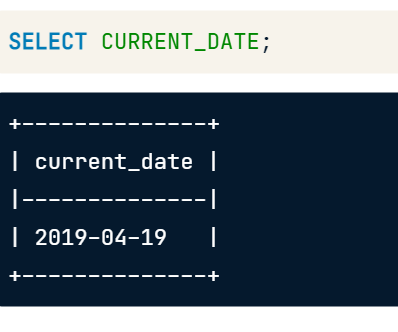 SELECT CURRENT_DATE;
+--------------+
| current_date |
|--------------|
| 2019-04-19   |
+--------------+